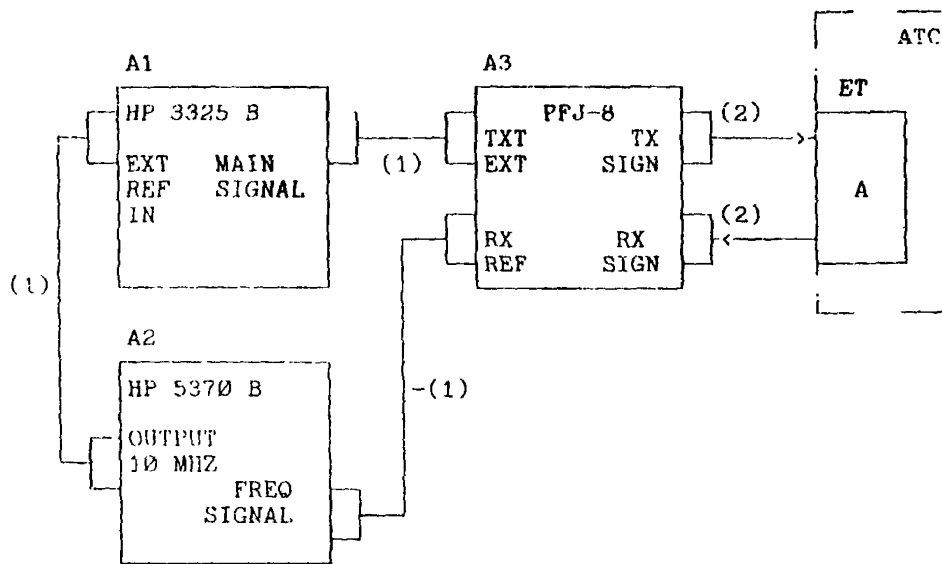 ATC
A1
A3
ET
HP 3325 B
PFJ-8
(2)
TXT TX
(1)
EXT SIGN
EXT MAIN
REF SIGNAL
IN
A
(2)
RX RX
REF SIGN
(1)
A2
HP 5370 B
-(1)
OUTPUT
10 MHZ
FREQ
SIGNAL